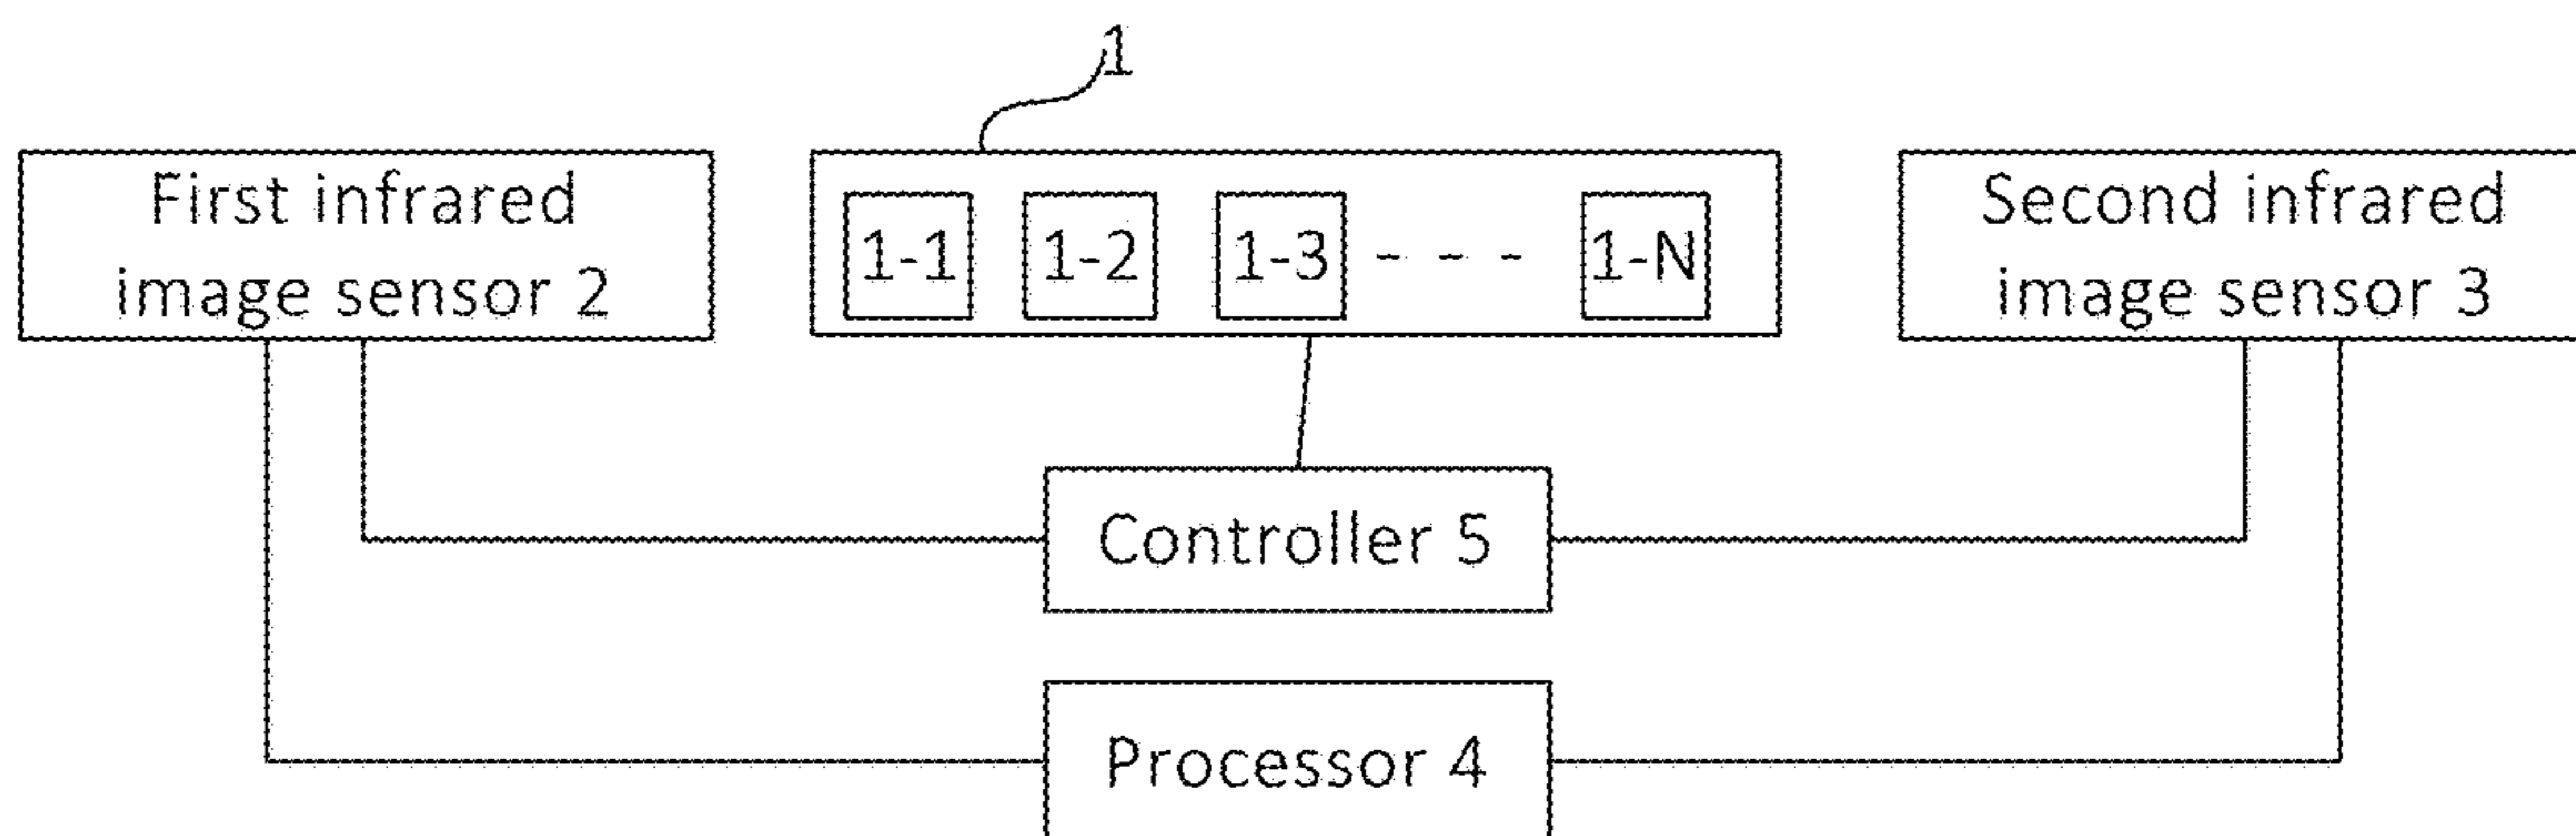 1
First infrared
image sensor 2
1-1 1-2 1-3 - - - 1-N
Second infrared
image sensor 3
Controller 5
Processor 4